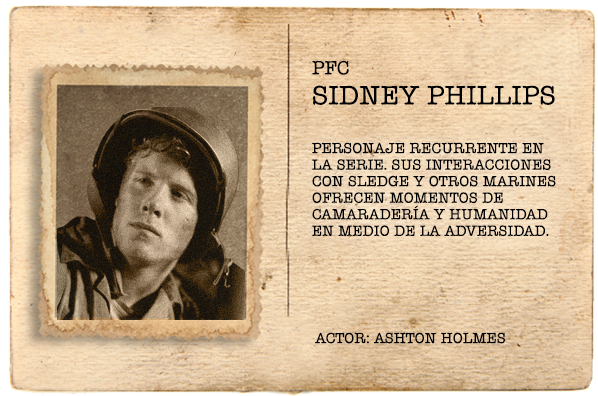 PFC
SIDNEY PHILLIPS
PERSONAJE RECURRENTE EN
LA SERIE. SUS INTERACCIONES
CON SLEDGE Y OTROS MARINES
OFRECEN MOMENTOS DE
CAMARADERÍA Y HUMANIDAD
EN MEDIO DE LA ADVERSIDAD.
ACTOR: ASHTON HOLMES